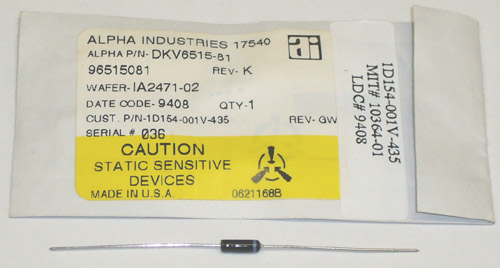 ALPHA INDUSTRIES 17540
ALPHA P/N- DKV6515-81
96515081 REV- K
WAFER- IA2471-02
DATE CODE- 9408 QTY- 1
CUST. P/N-1D154-001V-435 REV- GW
SERIAL # 036
CAUTION
STATIC SENSITIVE
DEVICES
MADE IN U.S.A.
0621168B
ai
1D154-001V-435
MIT# 10364-01
LDC# 9408